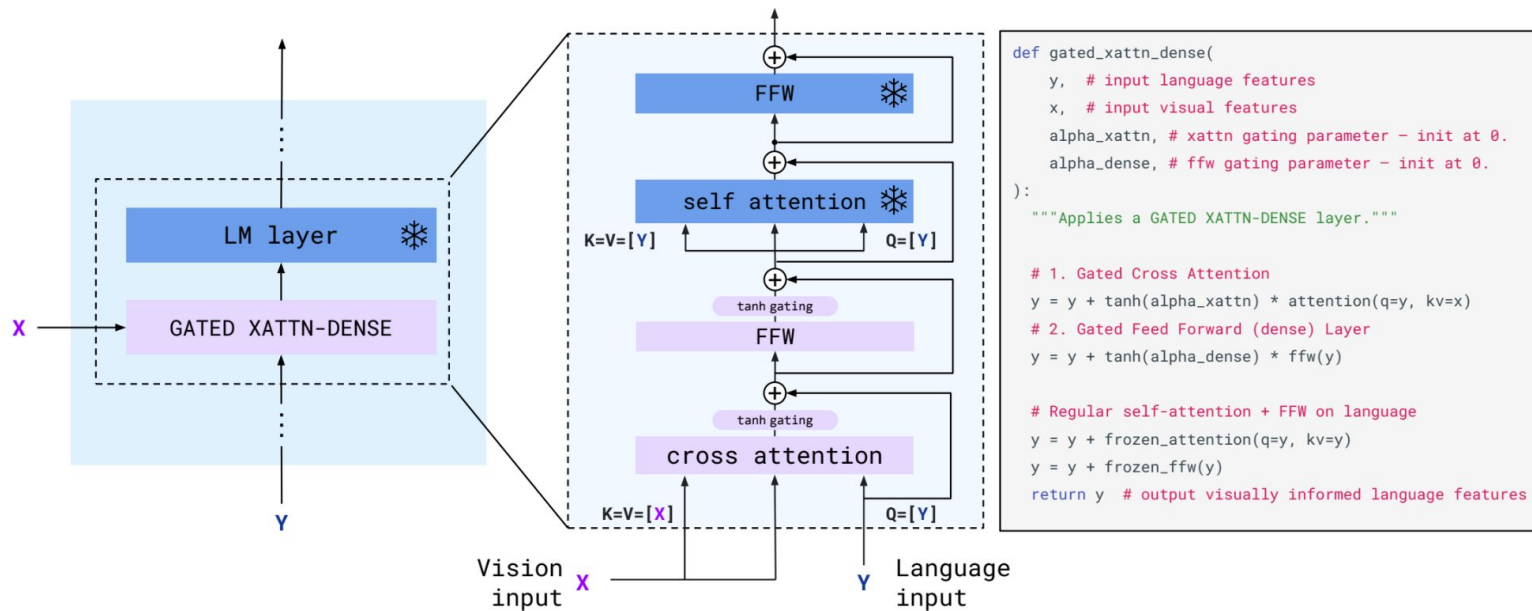 LM layer
GATED XATTN-DENSE
X
Y
FFW
self attention
K=V=[Y]
Q=[Y]
tanh gating
FFW
tanh gating
cross attention
K=V=[X]
Q=[Y]
Vision
input
X
Y
Language
input
def gated_xattn_dense(
y,  # input language features
x,  # input visual features
alpha_xattn, # xattn gating parameter – init at 0.
alpha_dense, # ffw gating parameter – init at 0.
):
"""Applies a GATED XATTN-DENSE layer."""
# 1. Gated Cross Attention
y = y + tanh(alpha_xattn) * attention(q=y, kv=x)
# 2. Gated Feed Forward (dense) Layer
y = y + tanh(alpha_dense) * ffw(y)
# Regular self-attention + FFW on language
y = y + frozen_attention(q=y, kv=y)
y = y + frozen_ffw(y)
return y  # output visually informed language features